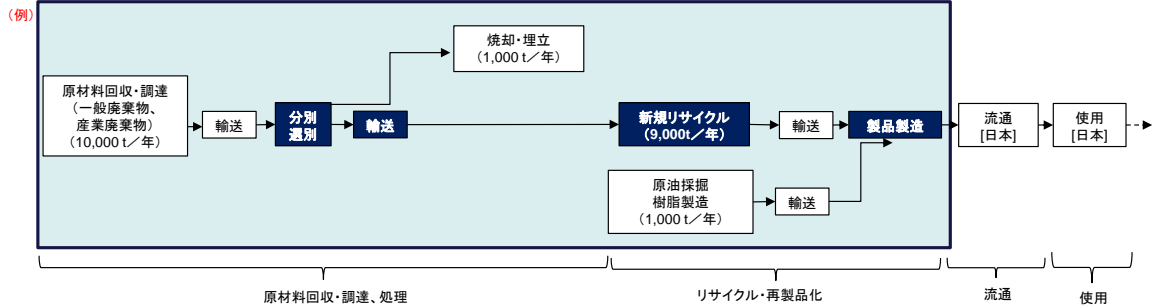 (例)
焼却・埋立
(1,000 t/年)
原材料回収・調達
(一般廃棄物、
産業廃棄物)
(10,000 t/年)
輸送
分別
選別
輸送
新規リサイクル
(9,000t/年)
輸送
製品製造
流通
[日本]
使用
[日本]
原油採掘
樹脂製造
(1,000 t/年)
輸送
原材料回収・調達、処理
リサイクル・再製品化
流通
使用